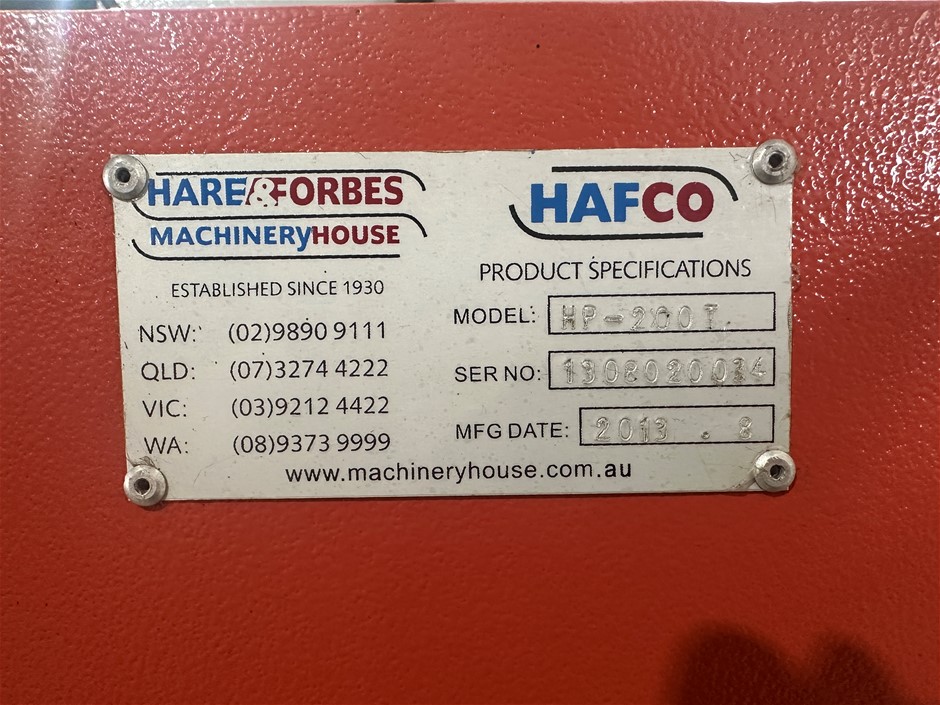 HARE&FORBES
MACHINERYHOUSE
ESTABLISHED SINCE 1930
NSW: (02)9890 9111
QLD: (07)3274 4222
VIC: (03)9212 4422
WA: (08)9373 9999
HAFCO
PRODUCT SPECIFICATIONS
MODEL: HP-200T.
SER NO: 1308020034
MFG DATE: 2013 . 8
www.machineryhouse.com.au